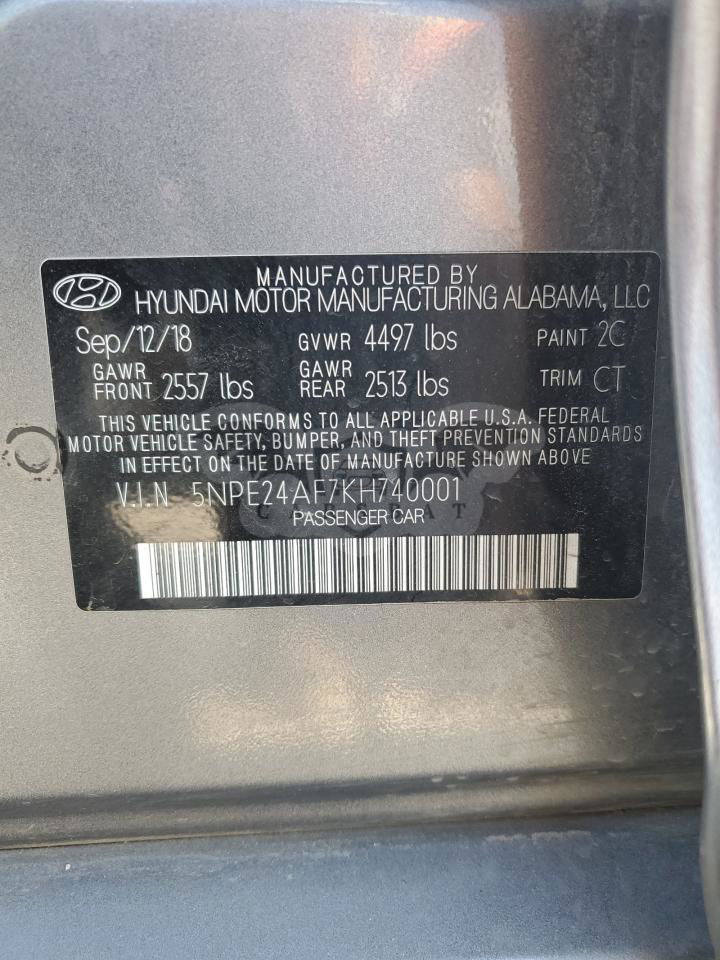 MANUFACTURED BY
HYUNDAI MOTOR MANUFACTURING ALABAMA, LLC
Sep/12/18 GVWR 4497 lbs PAINT 2C
GAWR FRONT 2557 lbs GAWR REAR 2513 lbs TRIM CT
THIS VEHICLE CONFORMS TO ALL APPLICABLE U.S.A. FEDERAL
MOTOR VEHICLE SAFETY, BUMPER, AND THEFT PREVENTION STANDARDS
IN EFFECT ON THE DATE OF MANUFACTURE SHOWN ABOVE
V.I.N 5NPE24AF7KH740001
PASSENGER CAR